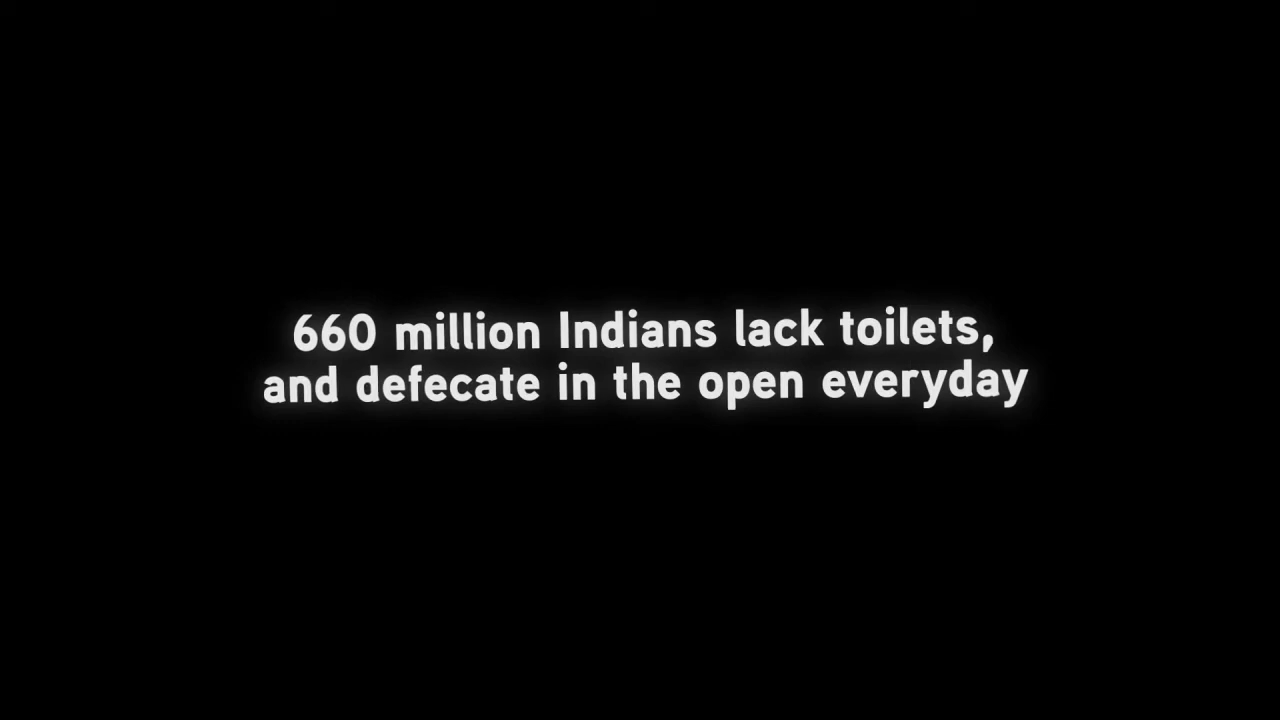 660 million Indians lack toilets,
and defecate in the open everyday